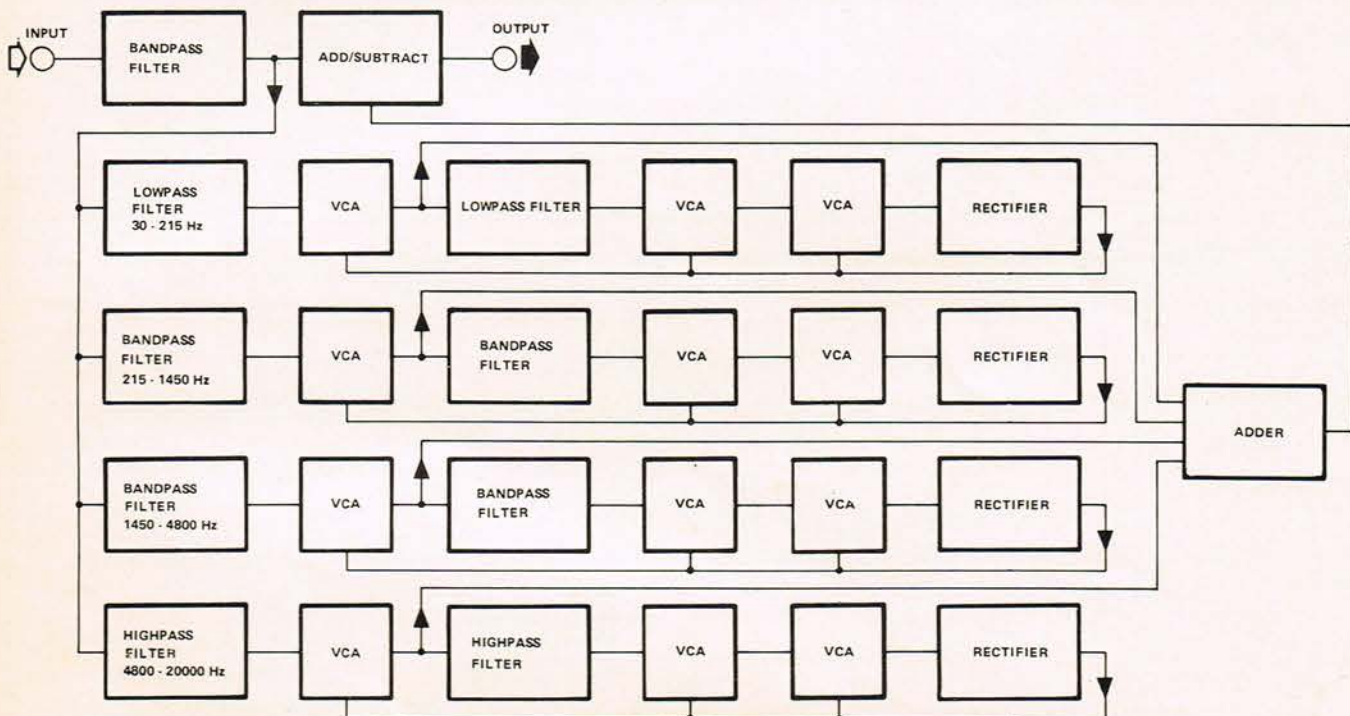 INPUT
BANDPASS
FILTER
ADD/SUBTRACT
OUTPUT
LOWPASS
FILTER
30 - 215 Hz
VCA
LOWPASS FILTER
VCA
VCA
RECTIFIER
BANDPASS
FILTER
215 - 1450 Hz
VCA
BANDPASS
FILTER
VCA
VCA
RECTIFIER
ADDER
BANDPASS
FILTER
1450 - 4800 Hz
VCA
BANDPASS
FILTER
VCA
VCA
RECTIFIER
HIGHPASS
FILTER
4800 - 20000 Hz
VCA
HIGHPASS
FILTER
VCA
VCA
RECTIFIER